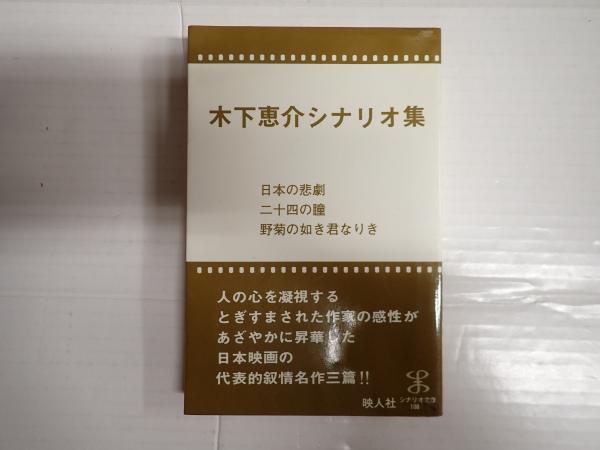 木下恵介シナリオ集
日本の悲劇
二十四の瞳
野菊の如き君なりき
人の心を凝視する
とぎすまされた作家の感性が
あざやかに昇華した
日本映画の
代表的叙情名作三篇!!
映人社
シナリオ文庫
108